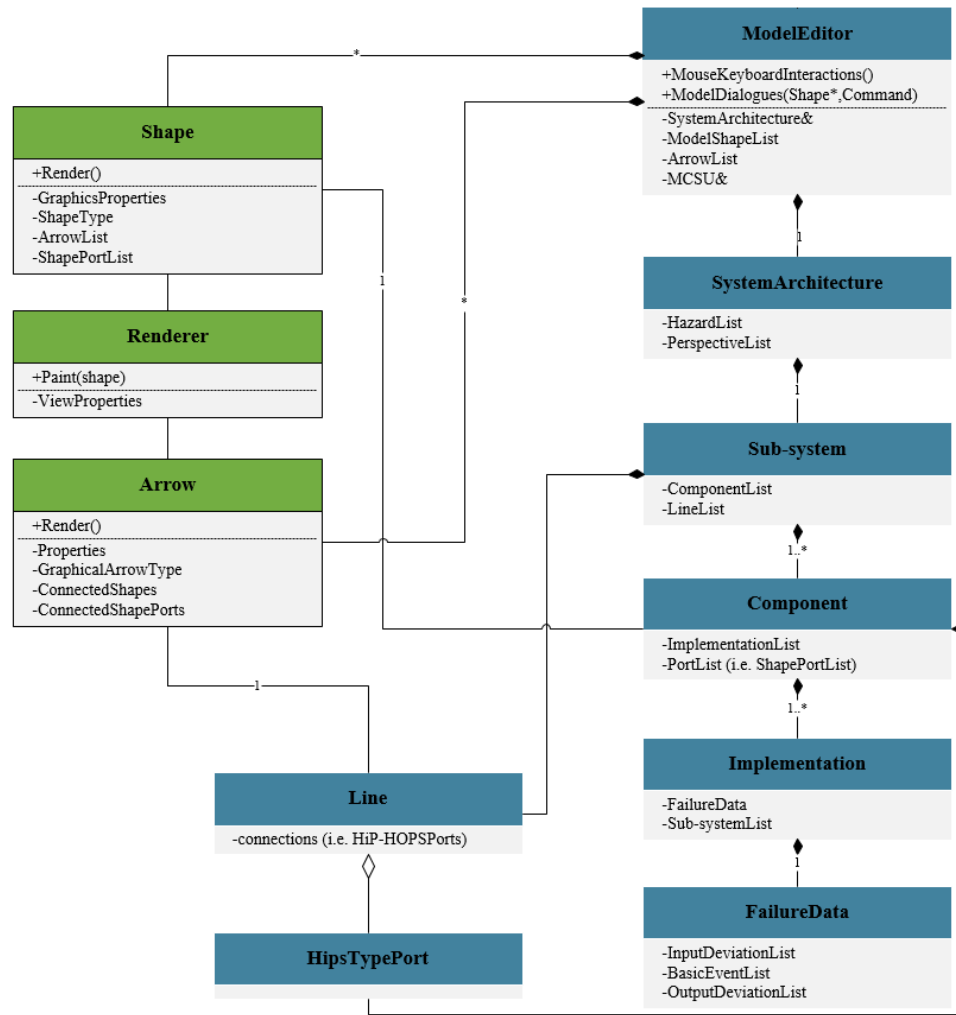 ModelEditor
+MouseKeyboardInteractions()
+ModelDialogues(Shape*,Command)
-SystemArchitecture&
-ModelShapeList
-ArrowList
-MCSU&
*
*
1
1
Shape
+Render()
-GraphicsProperties
-ShapeType
-ArrowList
-ShapePortList
Renderer
+Paint(shape)
-ViewProperties
Arrow
+Render()
-Properties
-GraphicalArrowType
-ConnectedShapes
-ConnectedShapePorts
1
SystemArchitecture
-HazardList
-PerspectiveList
1
Sub-system
-ComponentList
-LineList
1..*
Component
-ImplementationList
-PortList (i.e. ShapePortList)
1..*
Implementation
-FailureData
-Sub-systemList
1
FailureData
-InputDeviationList
-BasicEventList
-OutputDeviationList
Line
-connections (i.e. HiP-HOPSPorts)
HipsTypePort